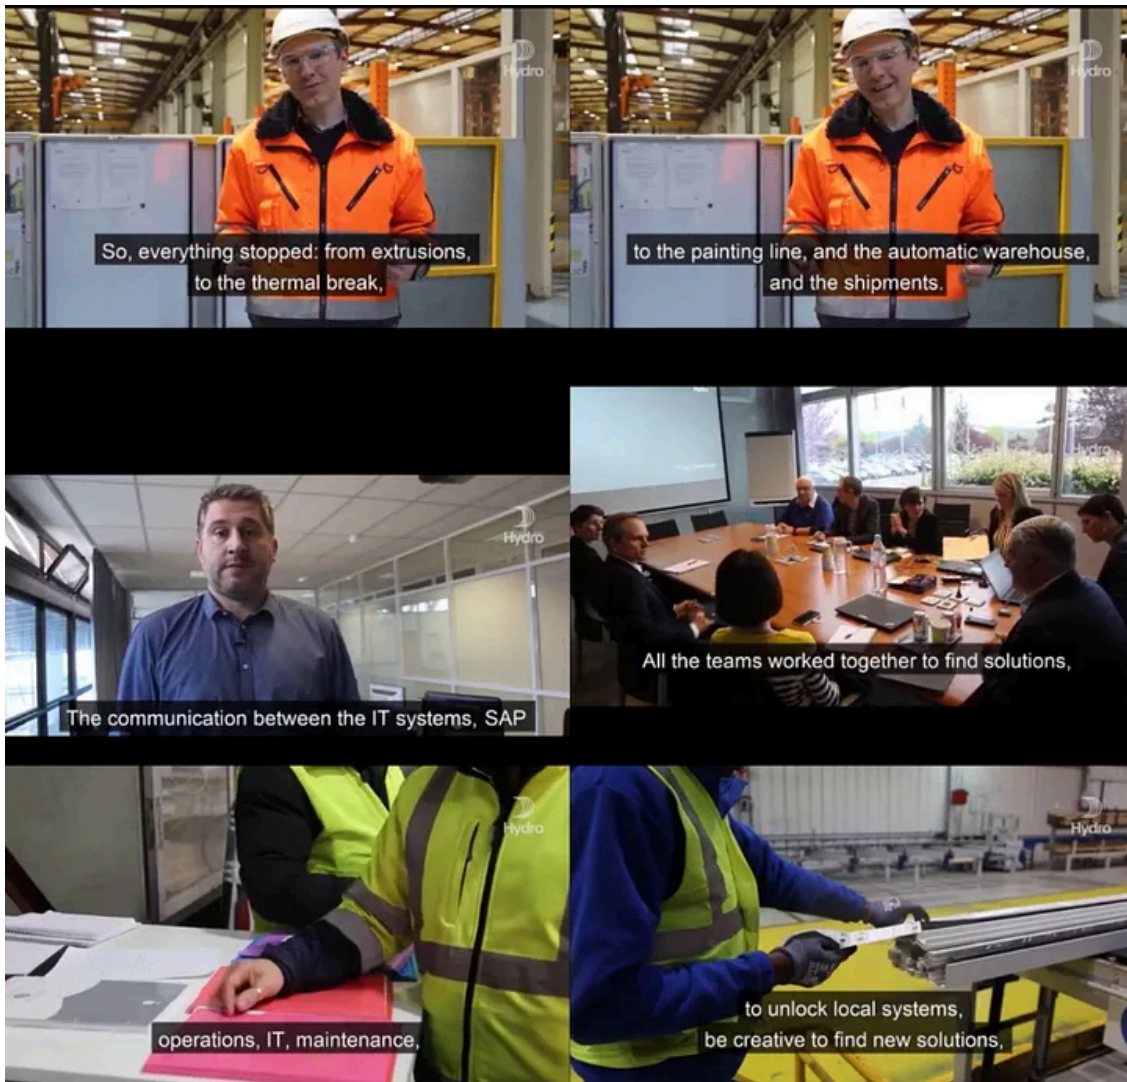 Hydro
So, everything stopped: from extrusions,
to the thermal break,
Hydro
to the painting line, and the automatic warehouse,
and the shipments.
Hydro
The communication between the IT systems, SAP
Hydro
All the teams worked together to find solutions,
Hydro
operations, IT, maintenance,
Hydro
to unlock local systems,
be creative to find new solutions,